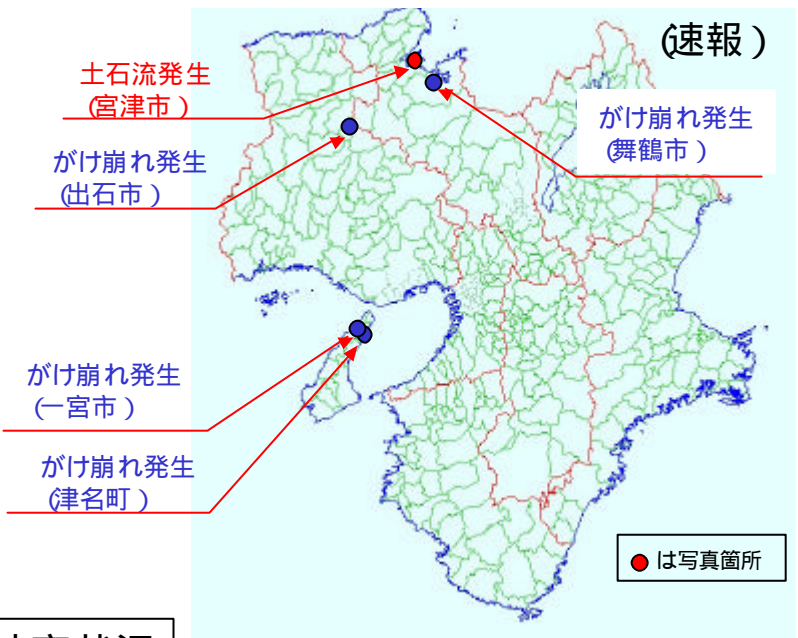 (速報)
土石流発生
(宮津市)
がけ崩れ発生
(舞鶴市)
がけ崩れ発生
(出石市)
がけ崩れ発生
(一宮市)
がけ崩れ発生
(津名町)
は写真箇所